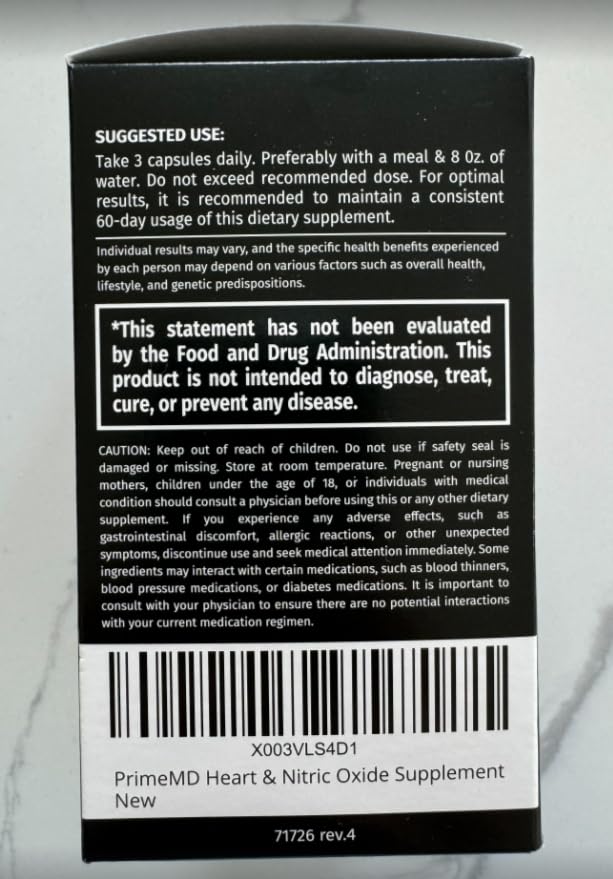 SUGGESTED USE:
Take 3 capsules daily. Preferably with a meal & 8 Oz. of
water. Do not exceed recommended dose. For optimal
results, it is recommended to maintain a consistent
60-day usage of this dietary supplement.
Individual results may vary, and the specific health benefits experienced
by each person may depend on various factors such as overall health,
lifestyle, and genetic predispositions.
*This statement has not been evaluated
by the Food and Drug Administration. This
product is not intended to diagnose, treat,
cure, or prevent any disease.
CAUTION: Keep out of reach of children. Do not use if safety seal is
damaged or missing. Store at room temperature. Pregnant or nursing
mothers, children under the age of 18, or individuals with medical
condition should consult a physician before using this or any other dietary
supplement. If you experience any adverse effects, such as
gastrointestinal discomfort, allergic reactions, or other unexpected
symptoms, discontinue use and seek medical attention immediately. Some
ingredients may interact with certain medications, such as blood thinners,
blood pressure medications, or diabetes medications. It is important to
consult with your physician to ensure there are no potential interactions
with your current medication regimen.
X003VLS4D1
PrimeMD Heart & Nitric Oxide Supplement
New
71726 rev.4